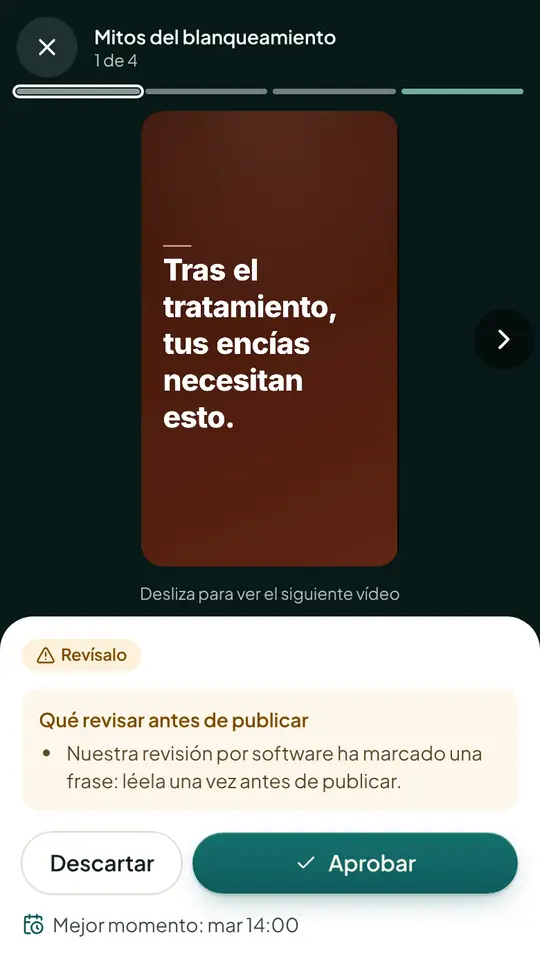 Mitos del blanqueamiento
1 de 4
Tras el
tratamiento,
tus encías
necesitan
esto.
Desliza para ver el siguiente vídeo
Revísalo
Qué revisar antes de publicar
• Nuestra revisión por software ha marcado una
frase: léela una vez antes de publicar.
Descartar
Aprobar
Mejor momento: mar 14:00